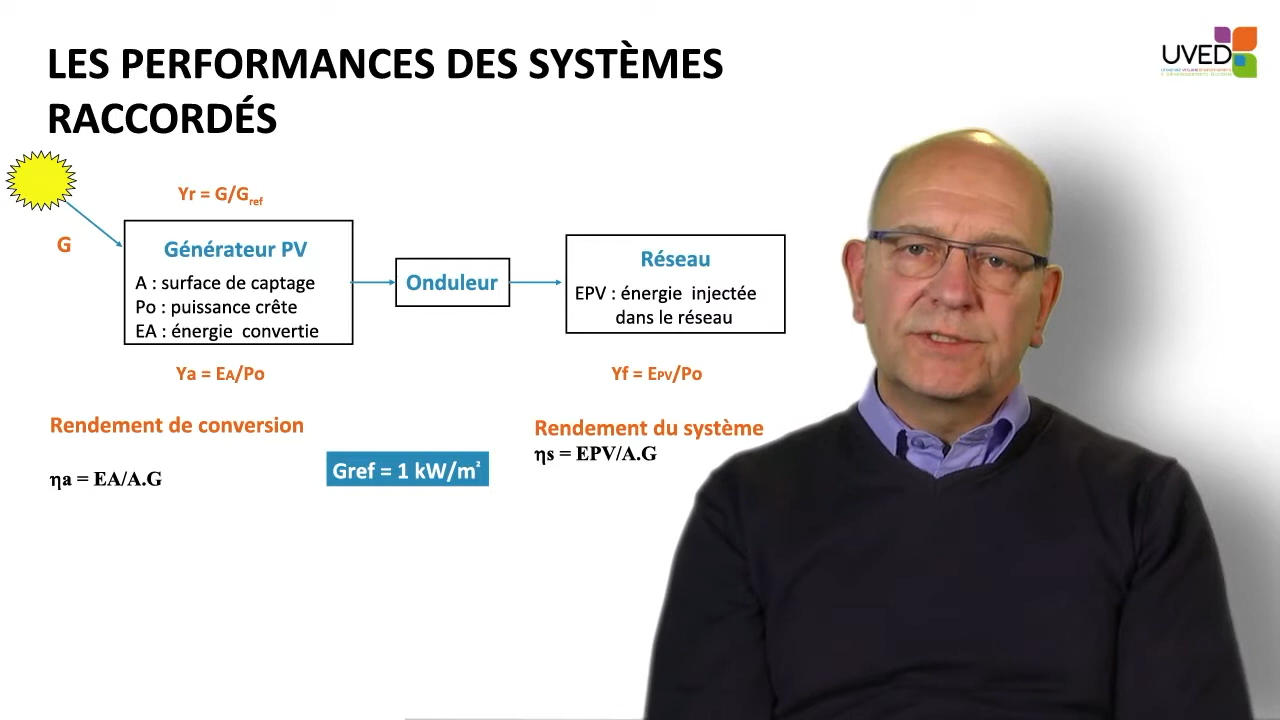 LES PERFORMANCES DES SYSTÈMES
RACCORDÉS
UVED
Yr = G/Gref
G
Générateur PV
A : surface de captage
Po : puissance crête
EA : énergie convertie
Onduleur
Réseau
EPV : énergie injectée
dans le réseau
Ya = EA/Po
Yf = EPV/Po
Rendement de conversion
Rendement du système
ηs = EPV/A.G
Gref = 1 kW/m²
ηa = EA/A.G